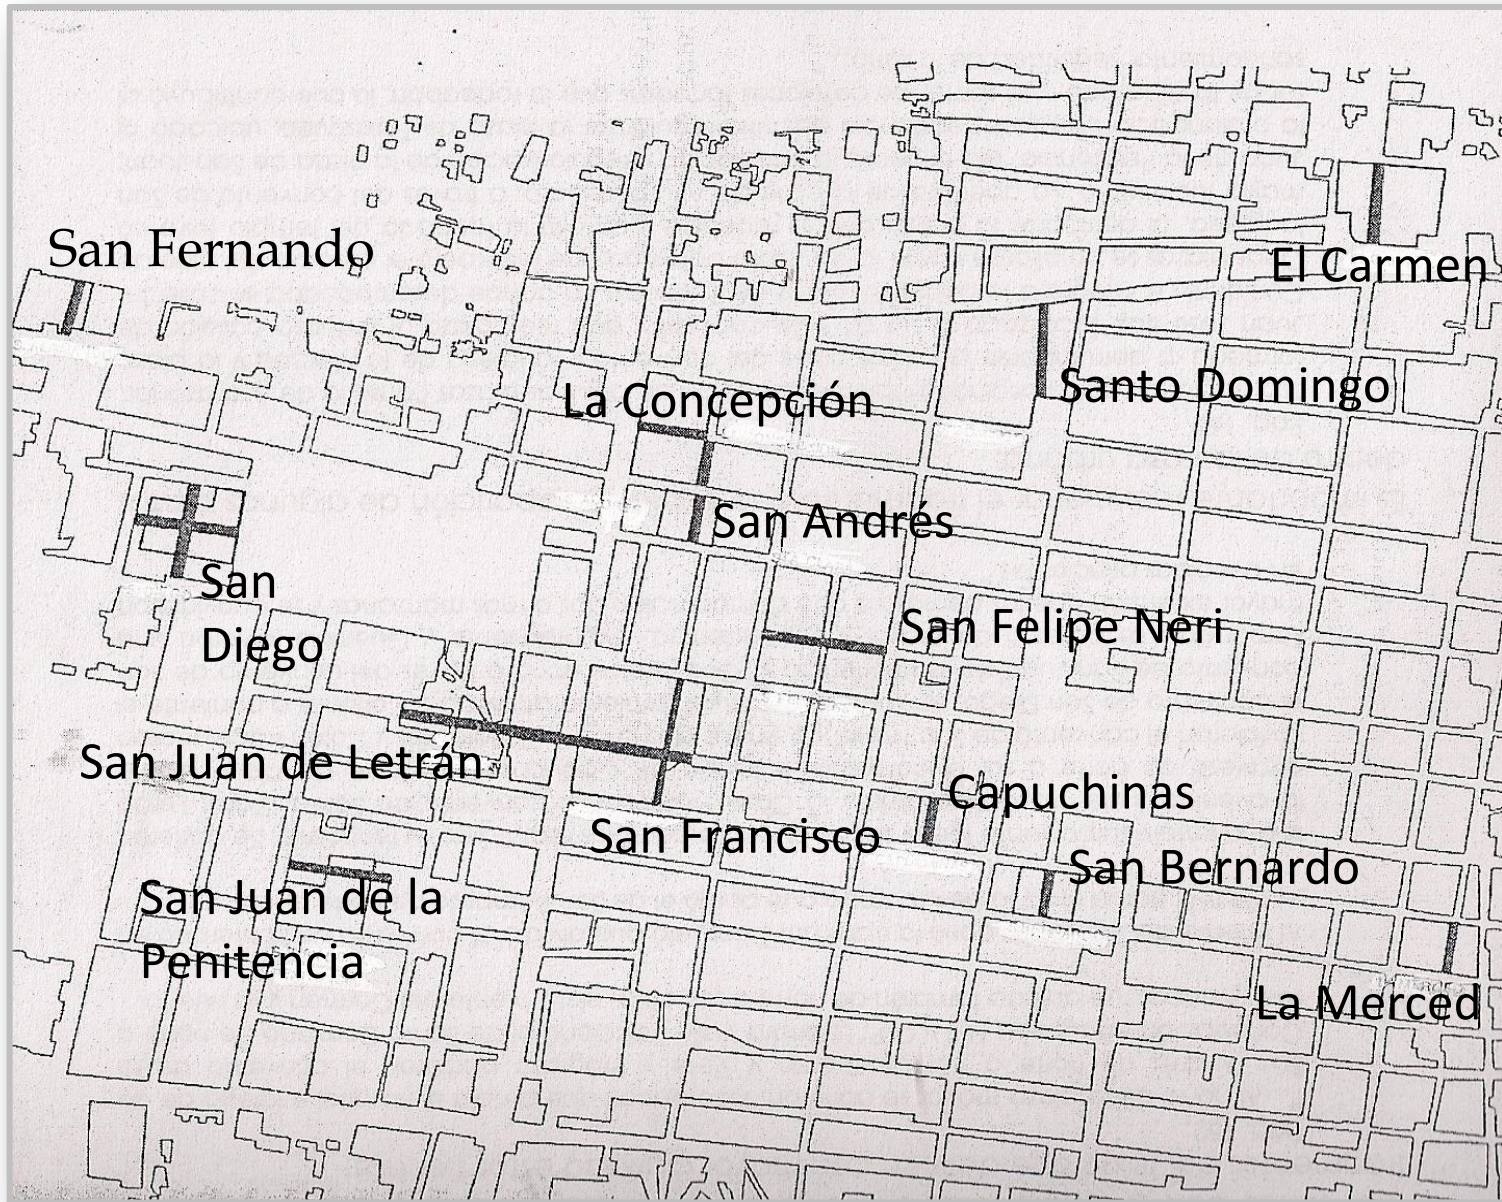 San Fernando
El Carmen
La Concepción
Santo Domingo
San Andrés
San
Diego
San Felipe Neri
San Juan de Letrán
Capuchinas
San Francisco
San Bernardo
San Juan de la
Penitencia
La Merced